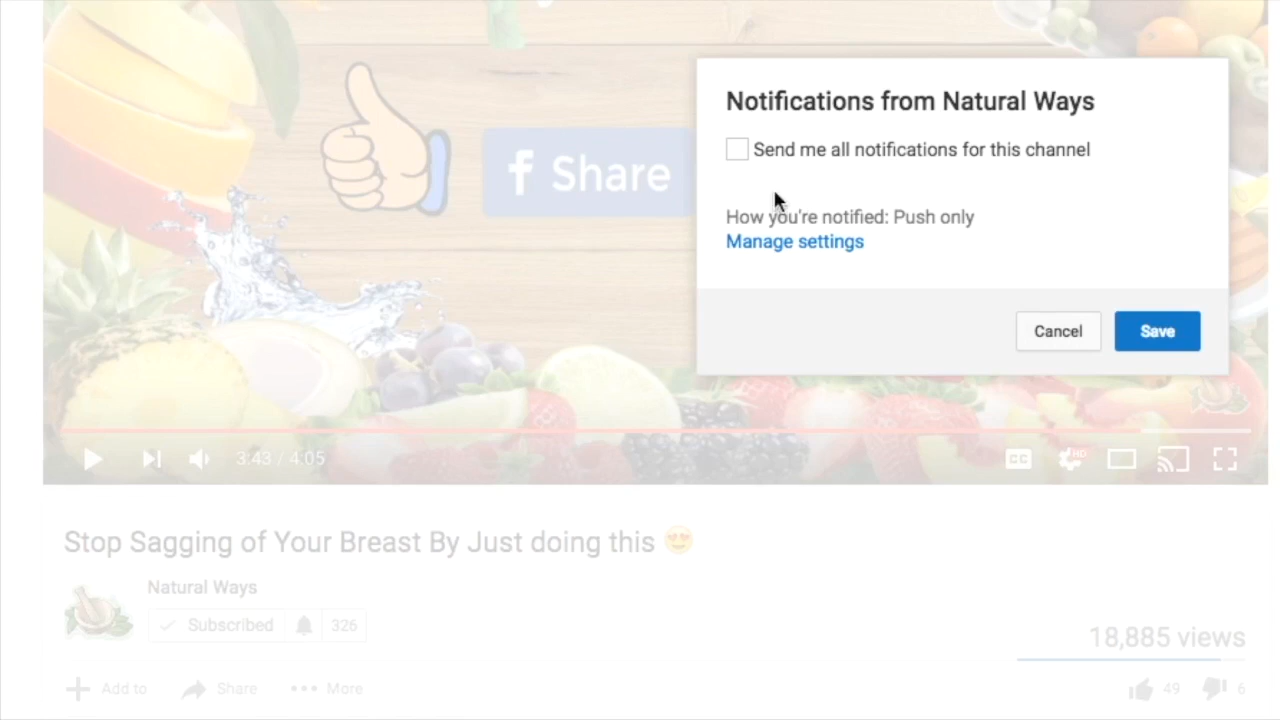 f Share
Notifications from Natural Ways
Send me all notifications for this channel
How you're notified: Push only
Manage settings
Cancel
Save
3:43 / 4:05
CC
HD
Stop Sagging of Your Breast By Just doing this 😍
Natural Ways
Subscribed
326
18,885 views
Add to
Share
More
49
6